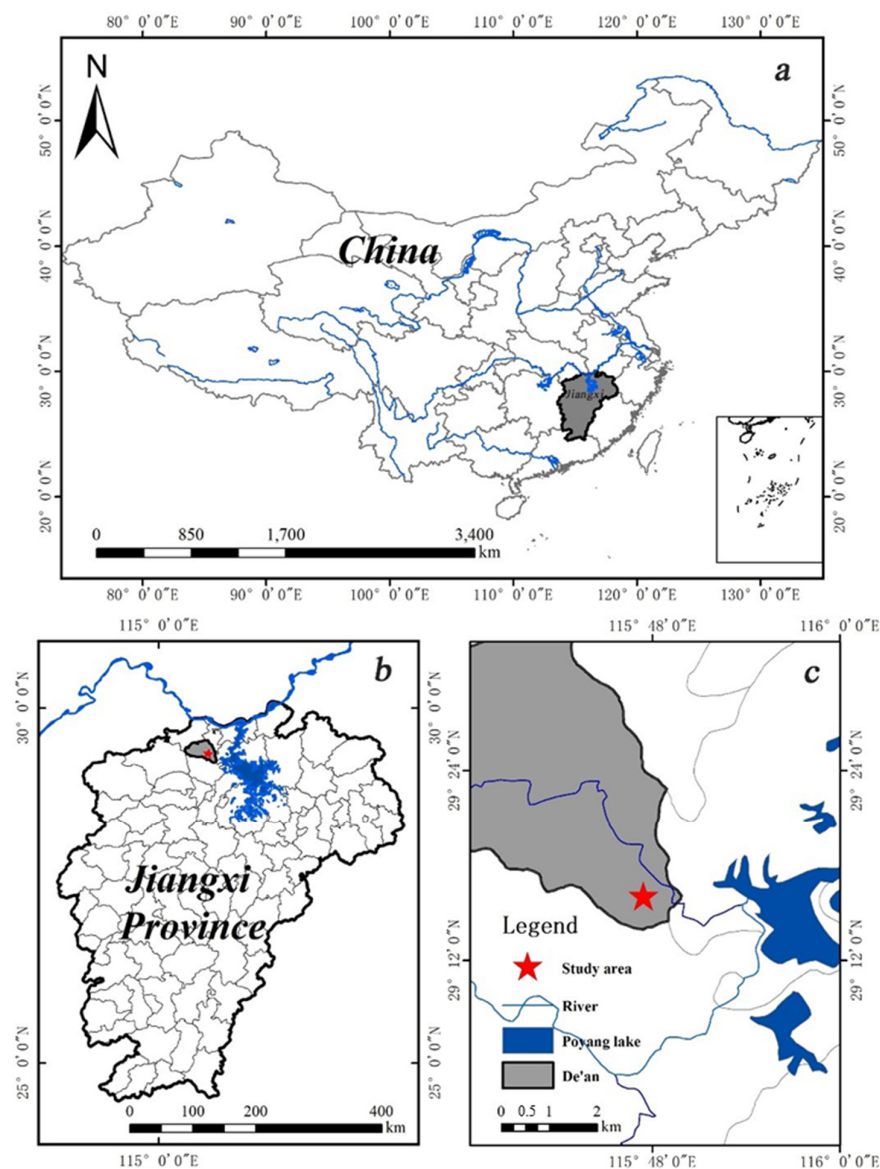 80° 0′0″E 90° 0′0″E 100° 0′0″E 110° 0′0″E 120° 0′0″E 130° 0′0″E
N
a
50° 0′0″N
50° 0′0″N
China
40° 0′0″N
40° 0′0″N
30° 0′0″N
30° 0′0″N
Jiangxi
20° 0′0″N
20° 0′0″N
0 850 1,700 3,400
km
80° 0′0″E 90° 0′0″E 100° 0′0″E 110° 0′0″E 120° 0′0″E 130° 0′0″E
115° 0′0″E
b
30° 0′0″N
30° 0′0″N
Jiangxi
Province
25° 0′0″N
25° 0′0″N
0 100 200 400
km
115° 0′0″E
115° 48′0″E 116° 0′0″E
c
29° 24′0″N
29° 24′0″N
29° 12′0″N
29° 12′0″N
Legend
Study area
River
Poyang lake
De'an
0 0.5 1 2
km
115° 48′0″E 116° 0′0″E